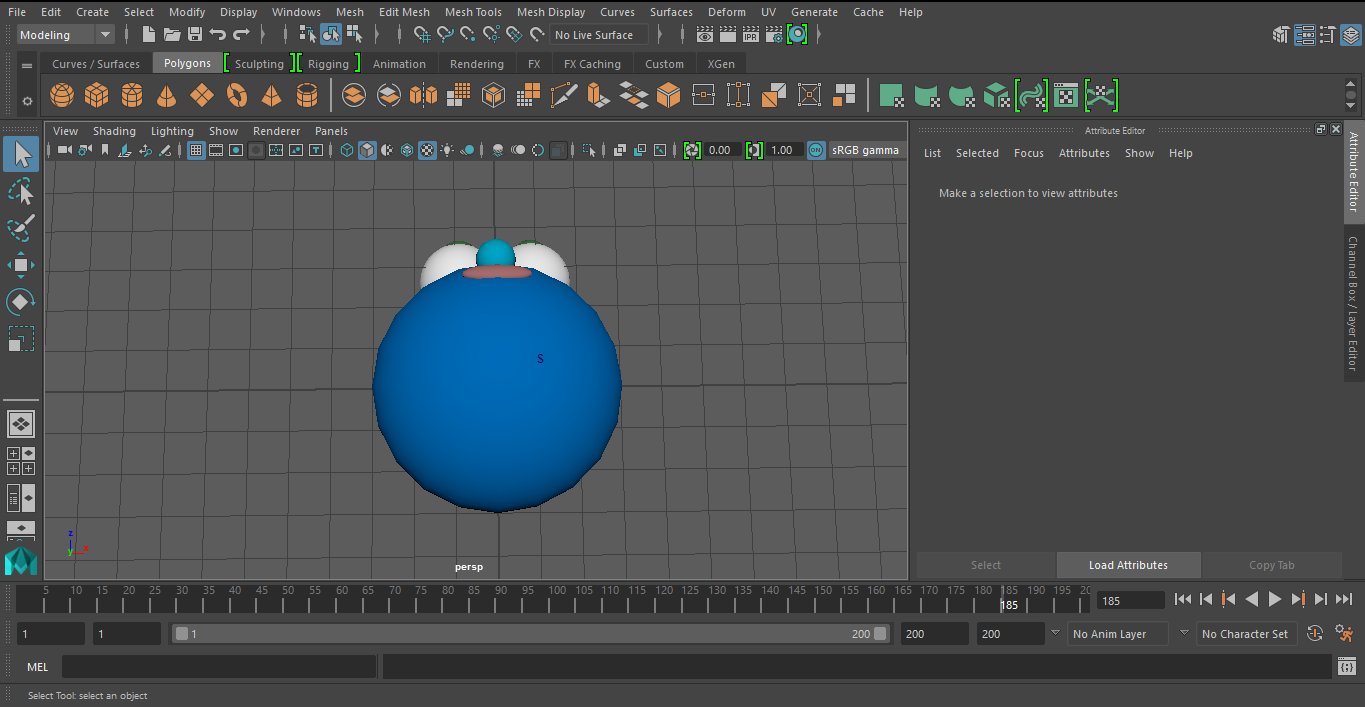 File Edit Create Select Modify Display Windows Mesh Edit Mesh Mesh Tools Mesh Display Curves Surfaces Deform UV Generate Cache Help
Modeling No Live Surface IPR
Curves / Surfaces Polygons Sculpting Rigging Animation Rendering FX FX Caching Custom XGen
View Shading Lighting Show Renderer Panels
0.00 1.00 ON sRGB gamma
Attribute Editor
List Selected Focus Attributes Show Help
Make a selection to view attributes
Attribute Editor
Channel Box / Layer Editor
S
z
y x
persp
Select Load Attributes Copy Tab
5 10 15 20 25 30 35 40 45 50 55 60 65 70 75 80 85 90 95 100 105 110 115 120 125 130 135 140 145 150 155 160 165 170 175 180 185 190 195 20
185 185
1 1 1 200 200 200 No Anim Layer No Character Set
MEL
Select Tool: select an object